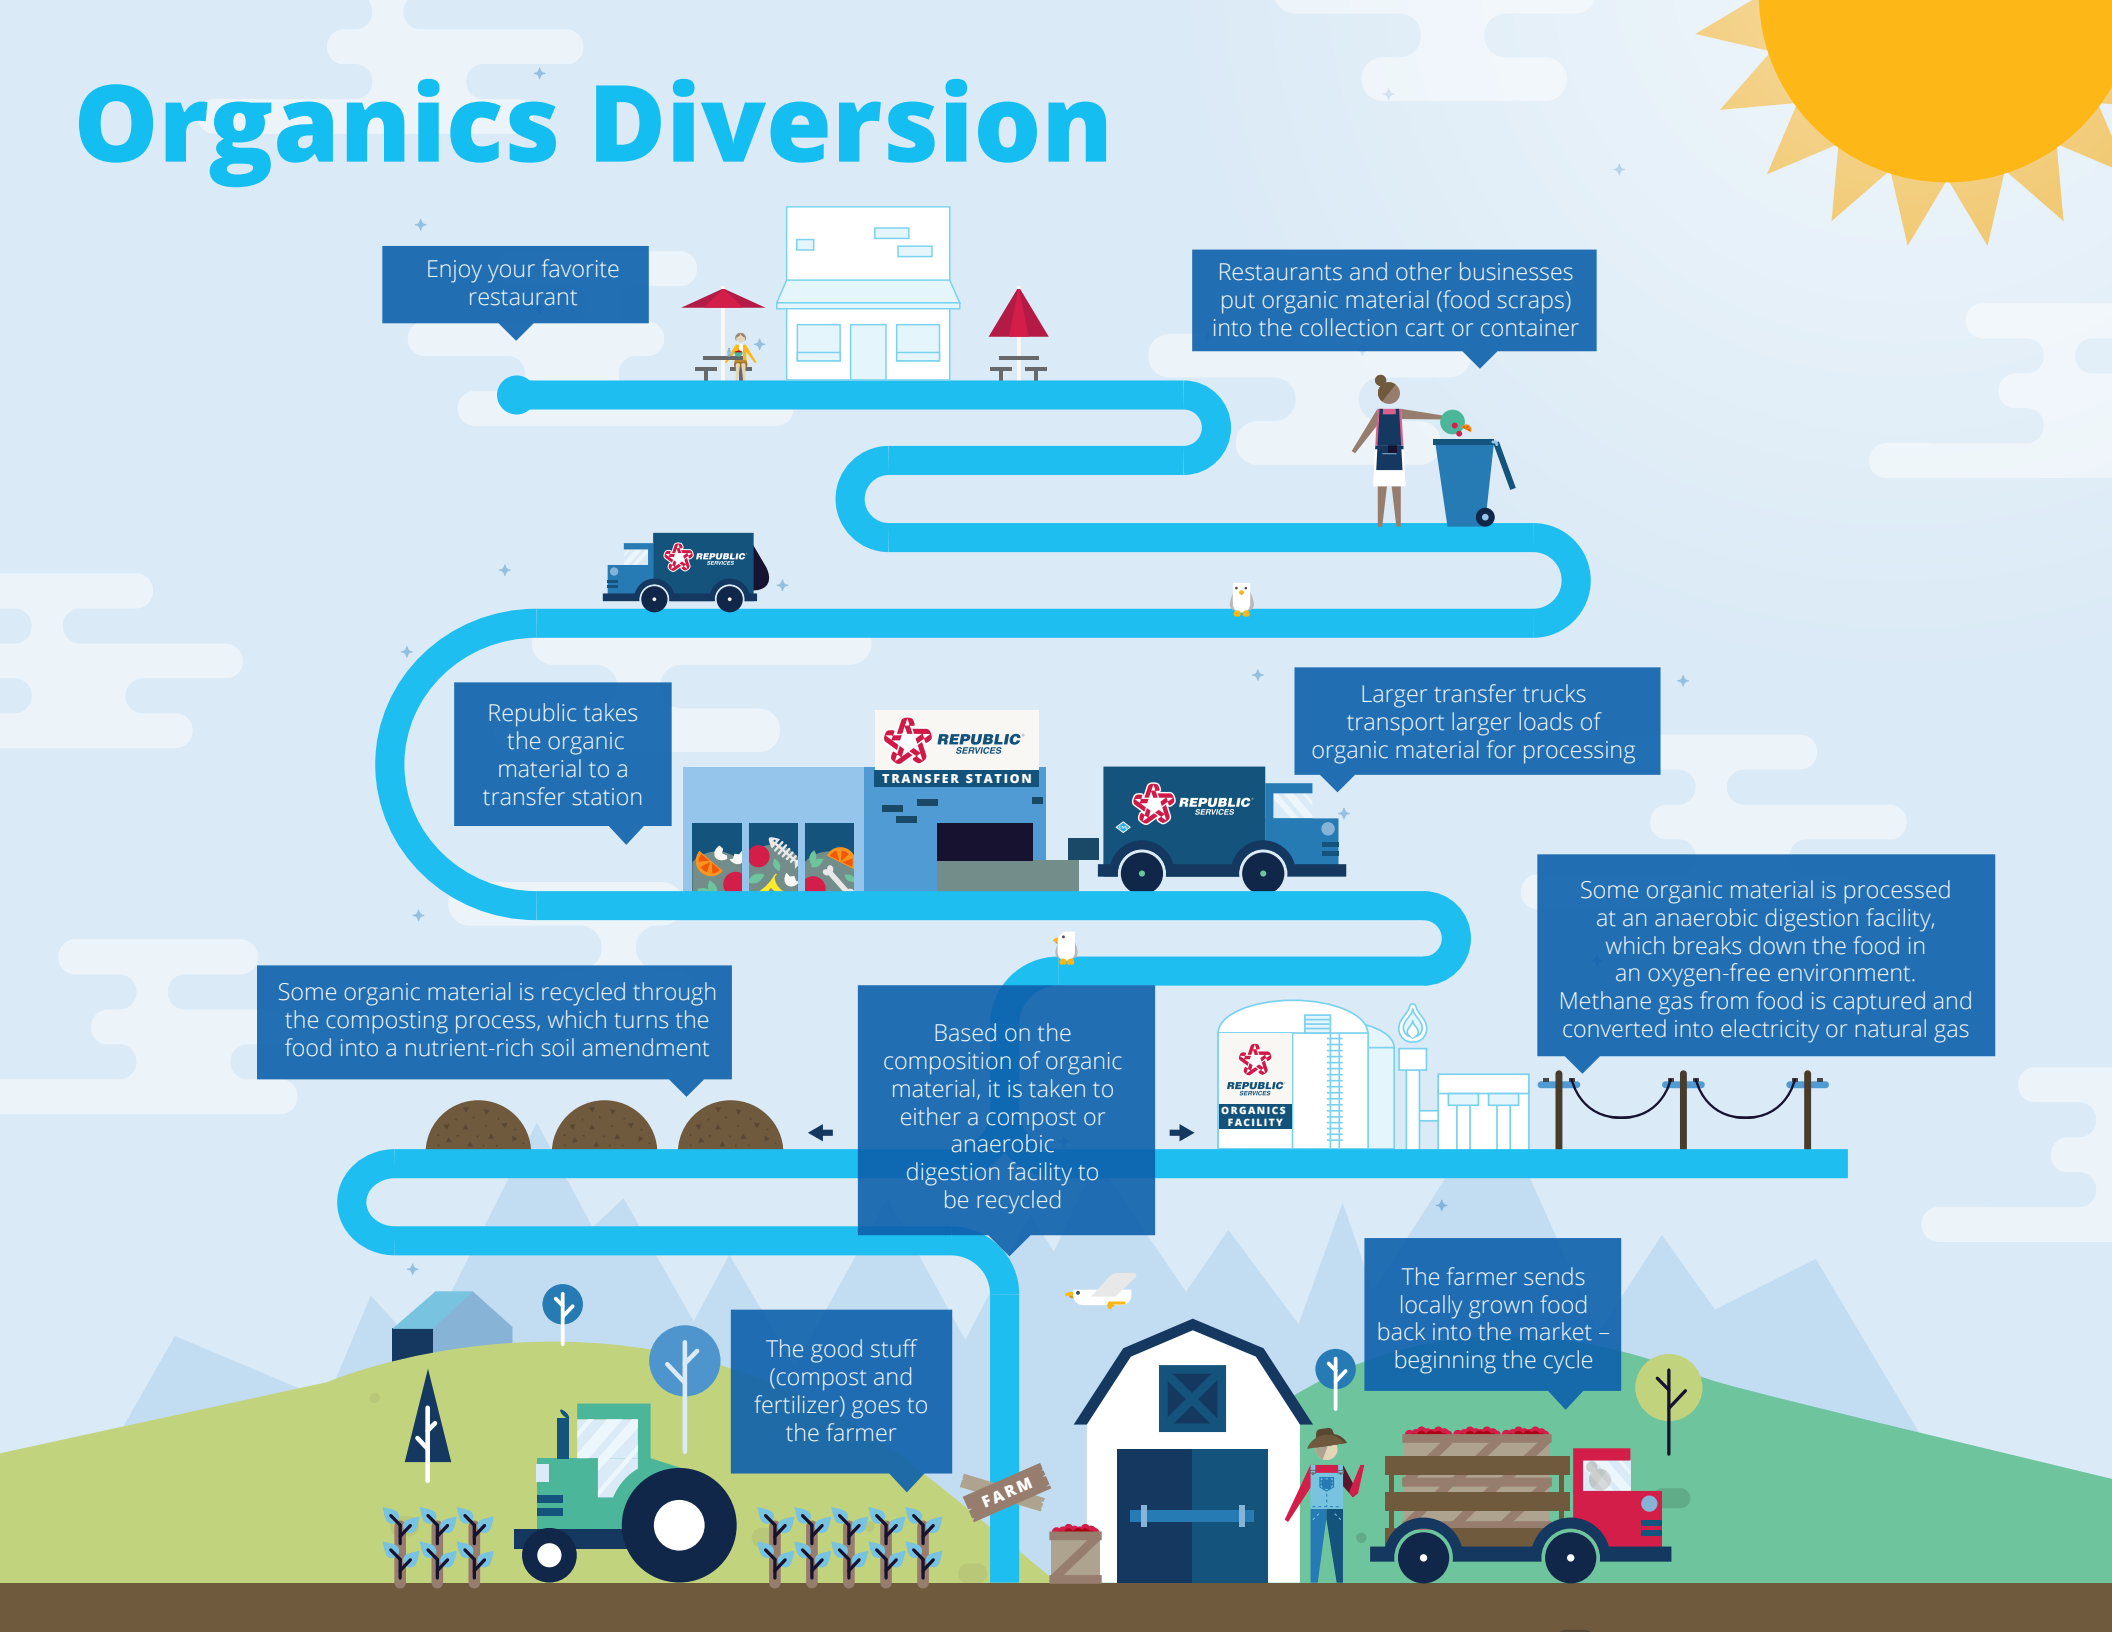 Organics Diversion
Enjoy your favorite
restaurant
Restaurants and other businesses
put organic material (food scraps)
into the collection cart or container
REPUBLIC
SERVICES
Republic takes
the organic
material to a
transfer station
REPUBLIC
SERVICES
TRANSFER STATION
REPUBLIC
SERVICES
Larger transfer trucks
transport larger loads of
organic material for processing
Some organic material is recycled through
the composting process, which turns the
food into a nutrient-rich soil amendment
Based on the
composition of organic
material, it is taken to
either a compost or
anaerobic
digestion facility to
be recycled
REPUBLIC
SERVICES
ORGANICS
FACILITY
Some organic material is processed
at an anaerobic digestion facility,
which breaks down the food in
an oxygen-free environment.
Methane gas from food is captured and
converted into electricity or natural gas
The good stuff
(compost and
fertilizer) goes to
the farmer
FARM
The farmer sends
locally grown food
back into the market –
beginning the cycle